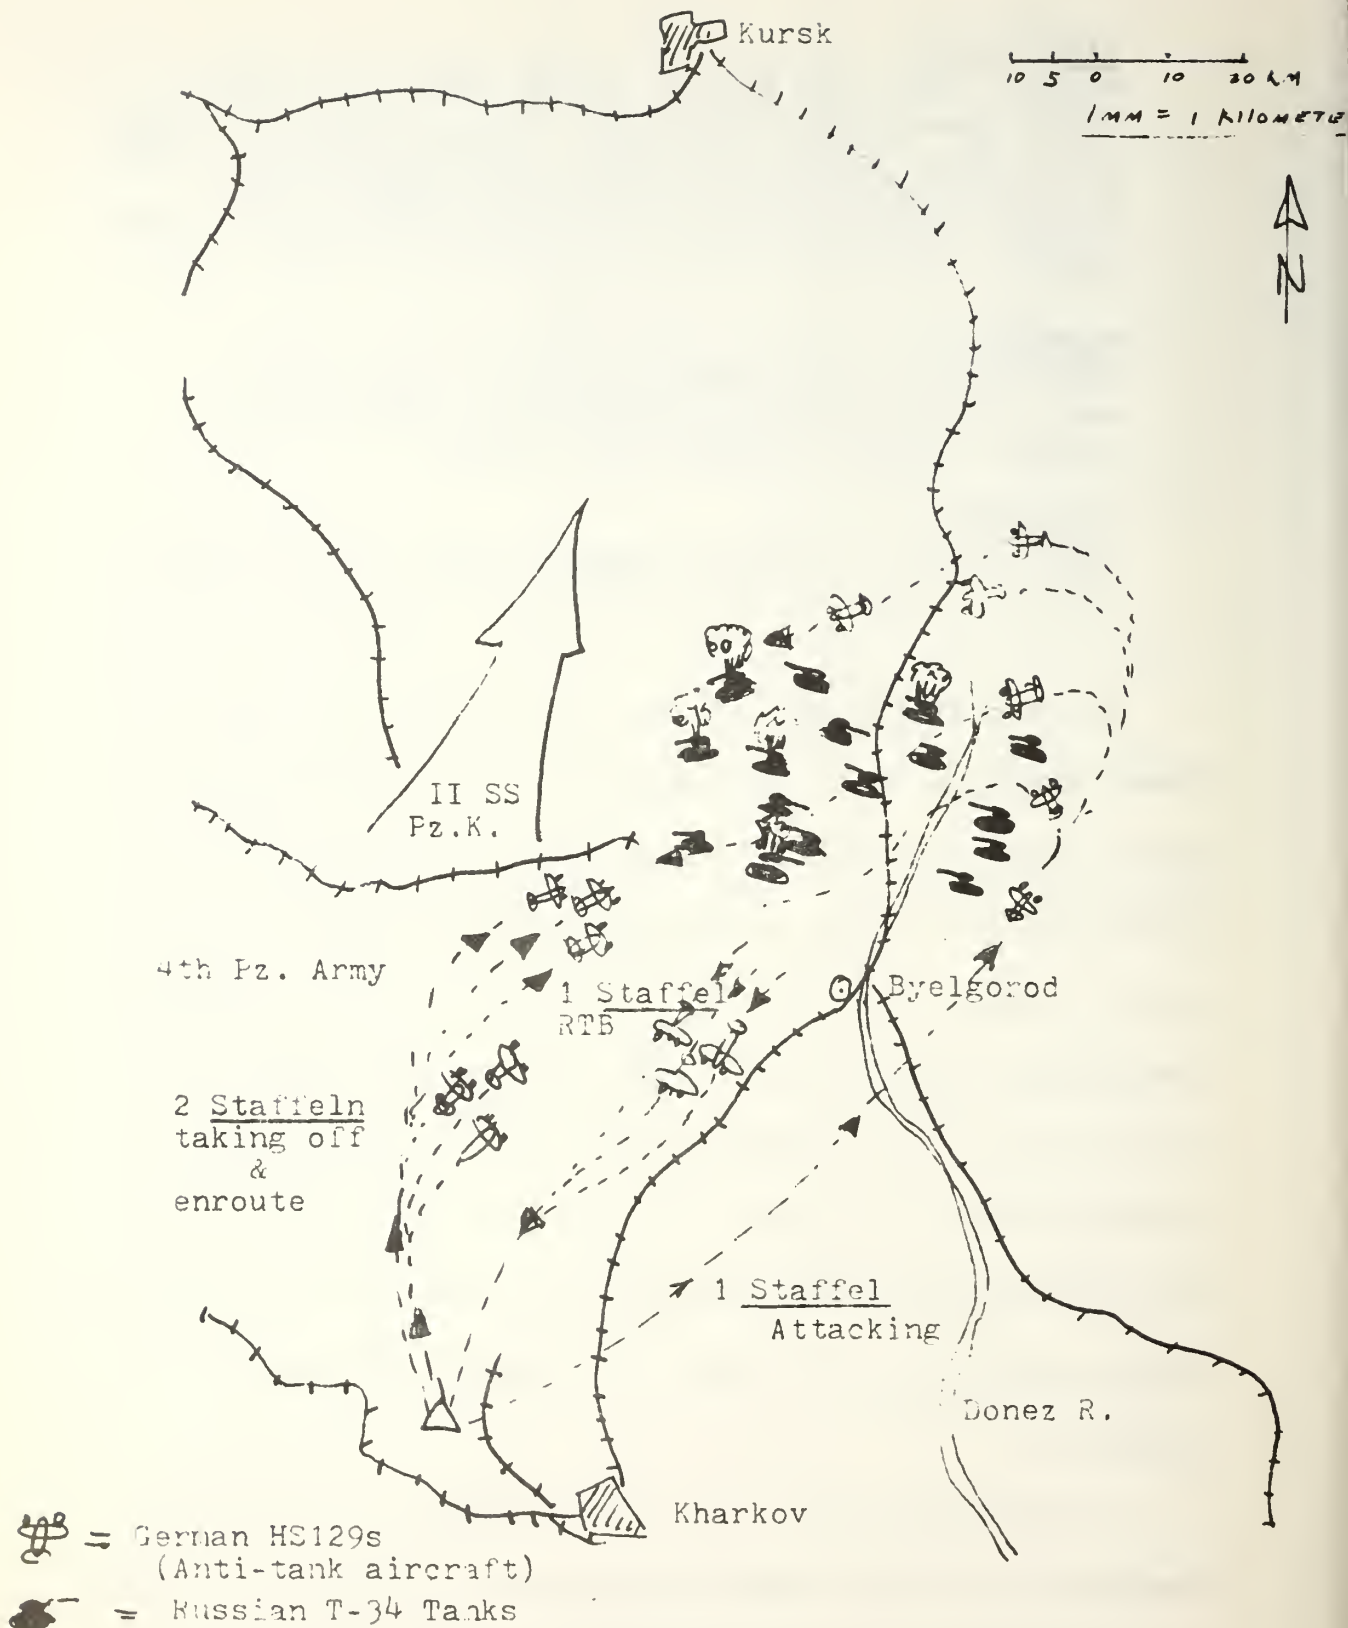 Kursk
10 5 0 10 20 KM
1MM = 1 KILOMETE
N
II SS
Pz.K.
4th Pz. Army
1 Staffel
RTB
Byelgorod
2 Staffeln
taking off
&
enroute
1 Staffel
Attacking
Donez R.
Kharkov
= German HS129s
(Anti-tank aircraft)
= Russian T-34 Tanks